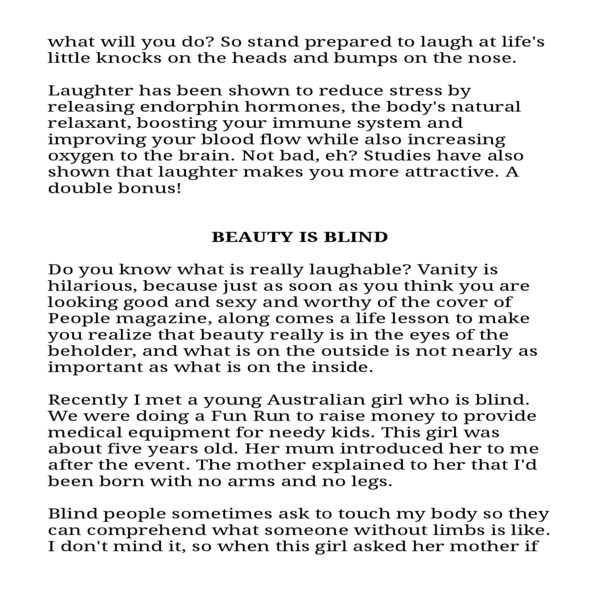 what will you do? So stand prepared to laugh at life's
little knocks on the heads and bumps on the nose.
Laughter has been shown to reduce stress by
releasing endorphin hormones, the body's natural
relaxant, boosting your immune system and
improving your blood flow while also increasing
oxygen to the brain. Not bad, eh? Studies have also
shown that laughter makes you more attractive. A
double bonus!
BEAUTY IS BLIND
Do you know what is really laughable? Vanity is
hilarious, because just as soon as you think you are
looking good and sexy and worthy of the cover of
People magazine, along comes a life lesson to make
you realize that beauty really is in the eyes of the
beholder, and what is on the outside is not nearly as
important as what is on the inside.
Recently I met a young Australian girl who is blind.
We were doing a Fun Run to raise money to provide
medical equipment for needy kids. This girl was
about five years old. Her mum introduced her to me
after the event. The mother explained to her that I'd
been born with no arms and no legs.
Blind people sometimes ask to touch my body so they
can comprehend what someone without limbs is like.
I don't mind it, so when this girl asked her mother if